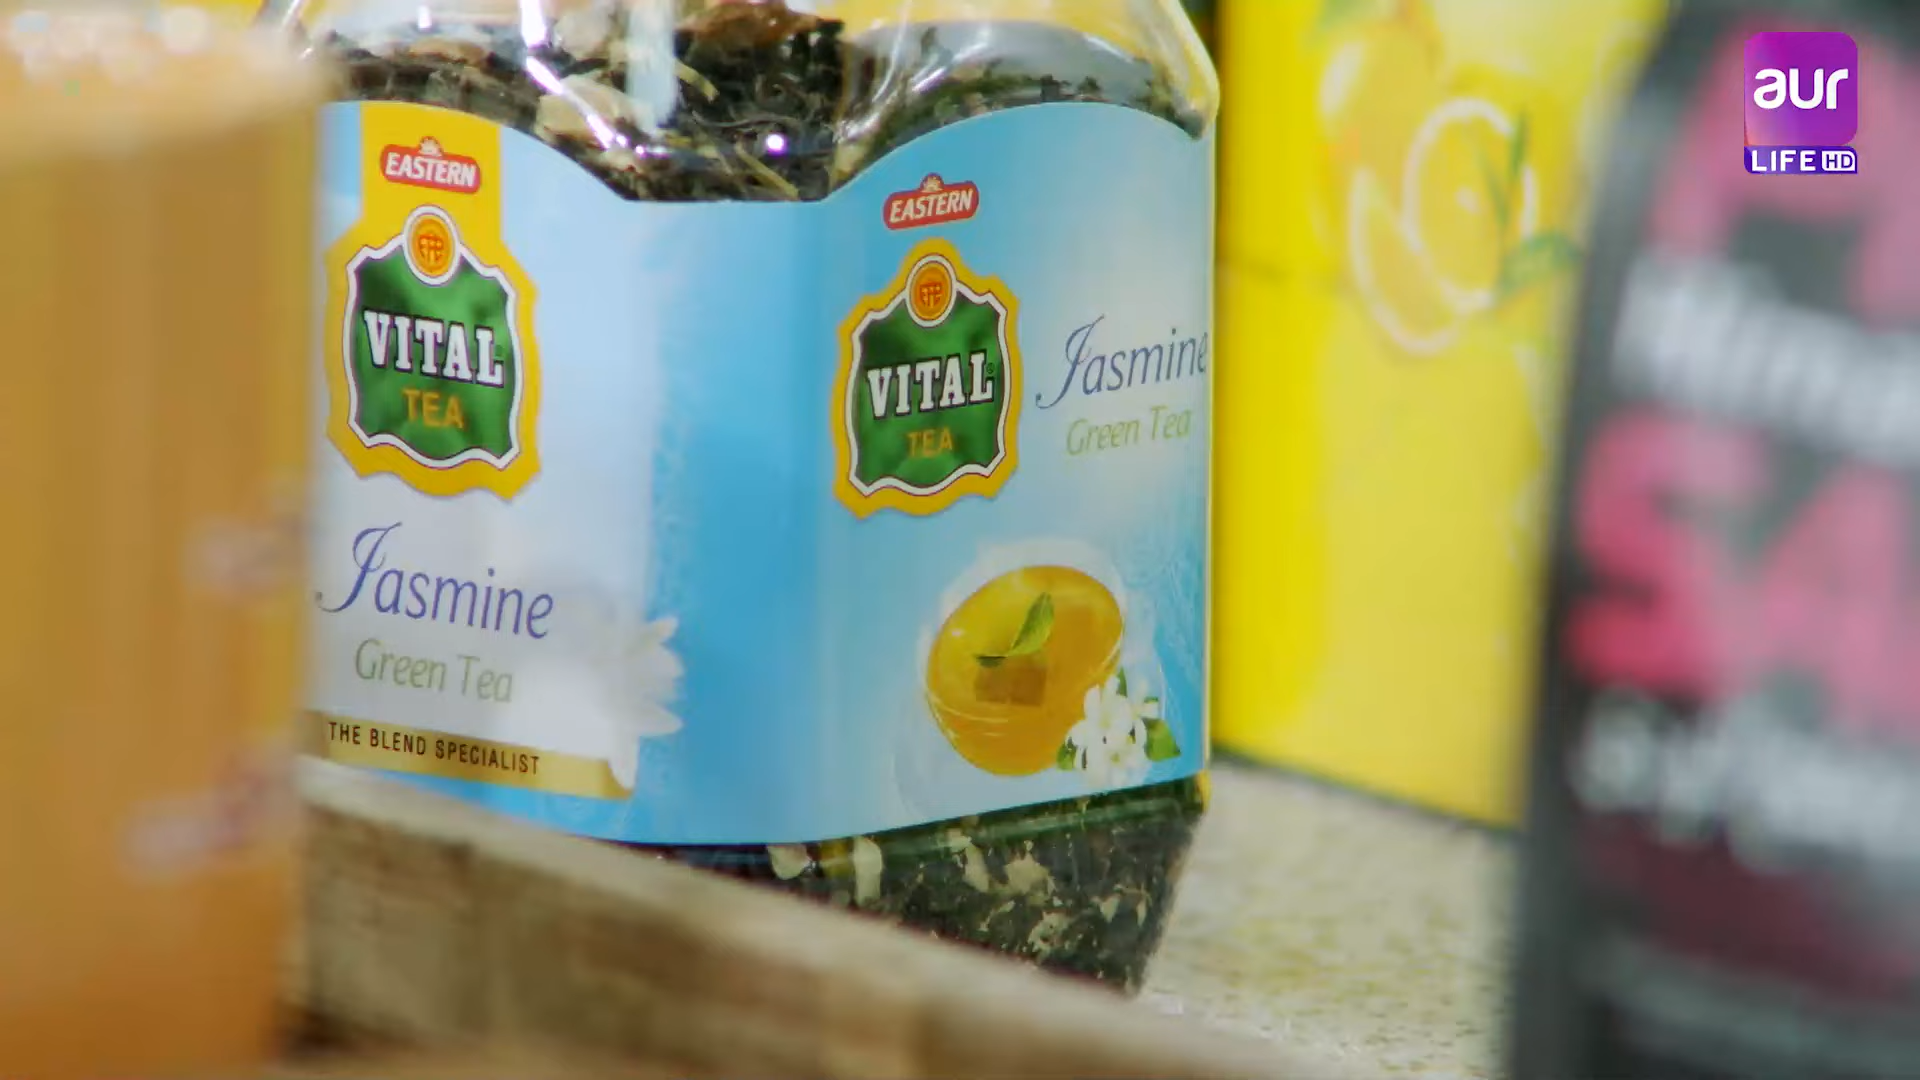 EASTERN
VITAL
TEA
Jasmine
Green Tea
THE BLEND SPECIALIST
EASTERN
VITAL
TEA
Jasmine
Green Tea
aur
LIFE HD